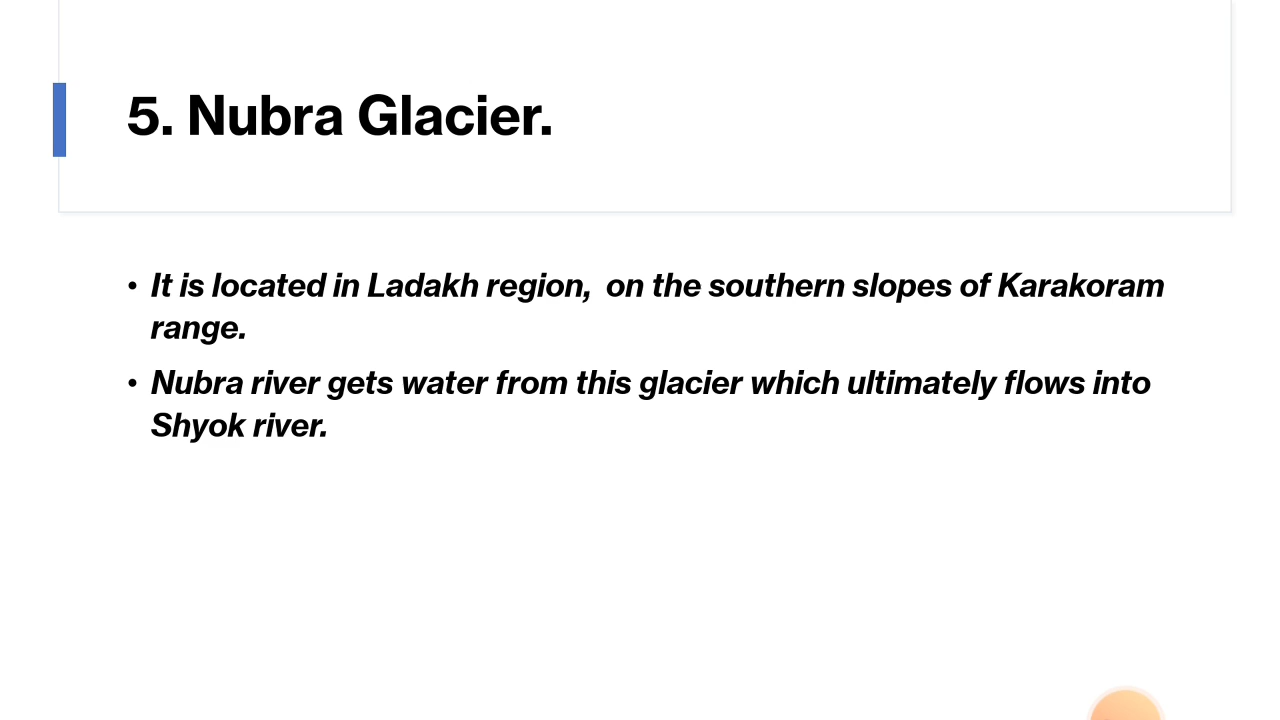 5. Nubra Glacier.
• It is located in Ladakh region,  on the southern slopes of Karakoram
range.
• Nubra river gets water from this glacier which ultimately flows into
Shyok river.